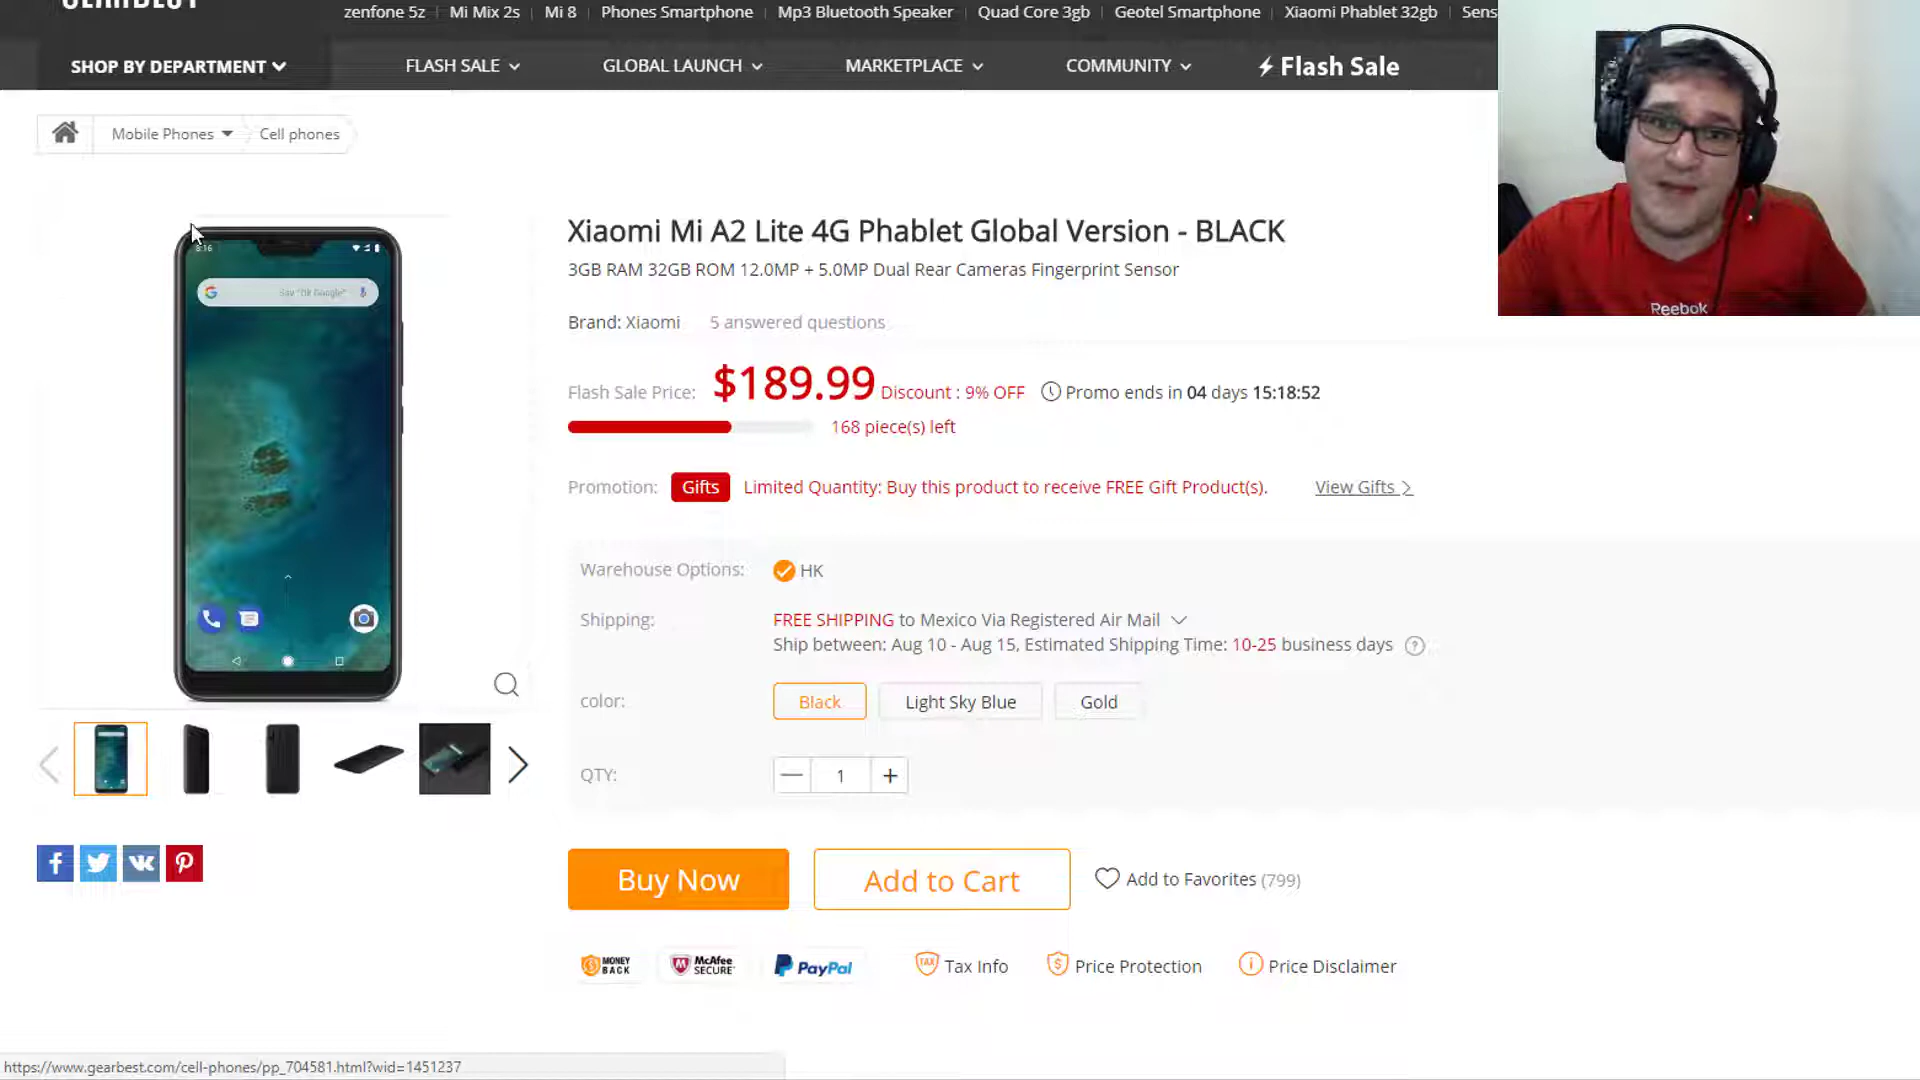 GEARBEST
zenfone 5z Mi Mix 2s Mi 8 Phones Smartphone Mp3 Bluetooth Speaker Quad Core 3gb Geotel Smartphone Xiaomi Phablet 32gb Sens
SHOP BY DEPARTMENT FLASH SALE GLOBAL LAUNCH MARKETPLACE COMMUNITY Flash Sale
Mobile Phones Cell phones
Xiaomi Mi A2 Lite 4G Phablet Global Version - BLACK
3GB RAM 32GB ROM 12.0MP + 5.0MP Dual Rear Cameras Fingerprint Sensor
Brand: Xiaomi 5 answered questions
Flash Sale Price: $189.99 Discount : 9% OFF Promo ends in 04 days 15:18:52
168 piece(s) left
Promotion: Gifts Limited Quantity: Buy this product to receive FREE Gift Product(s). View Gifts
Warehouse Options: HK
Shipping: FREE SHIPPING to Mexico Via Registered Air Mail
Ship between: Aug 10 - Aug 15, Estimated Shipping Time: 10-25 business days ?
color: Black Light Sky Blue Gold
QTY: 1
Buy Now Add to Cart Add to Favorites (799)
MONEY BACK McAfee SECURE PayPal TAX Tax Info Price Protection Price Disclaimer
https://www.gearbest.com/cell-phones/pp_704581.html?wid=1451237
Say "Ok Google"
Reebok